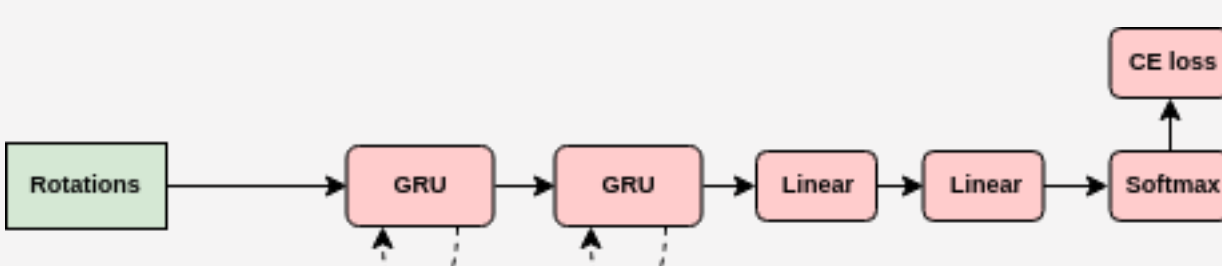 CE loss
Rotations
GRU
GRU
Linear
Linear
Softmax